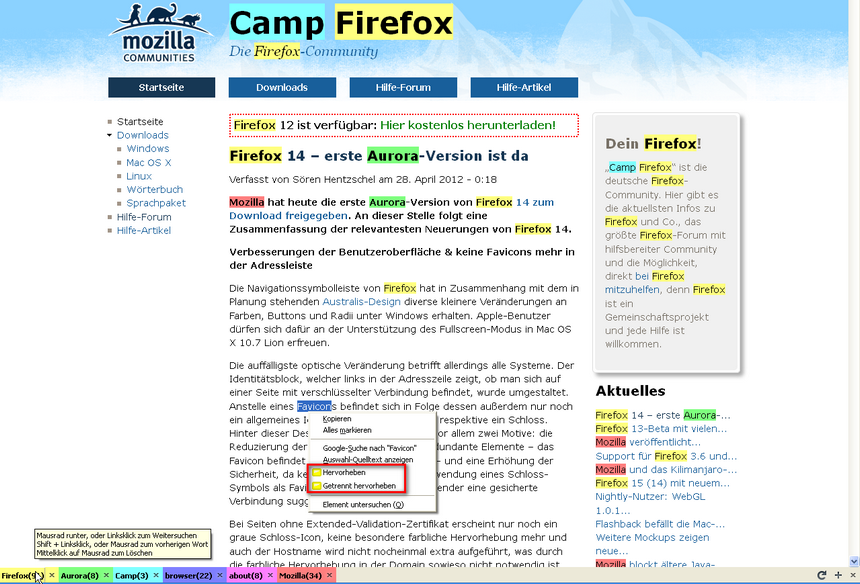 mozilla
COMMUNITIES
Camp Firefox
Die Firefox-Community
Startseite
Downloads
Hilfe-Forum
Hilfe-Artikel
Startseite
Downloads
Windows
Mac OS X
Linux
Wörterbuch
Sprachpaket
Hilfe-Forum
Hilfe-Artikel
Firefox 12 ist verfügbar: Hier kostenlos herunterladen!
Firefox 14 – erste Aurora-Version ist da
Verfasst von Sören Hentzschel am 28. April 2012 - 0:18
Mozilla hat heute die erste Aurora-Version von Firefox 14 zum
Download freigegeben. An dieser Stelle folgt eine
Zusammenfassung der relevantesten Neuerungen von Firefox 14.
Verbesserungen der Benutzeroberfläche & keine Favicons mehr in
der Adressleiste
Die Navigationssymbolleiste von Firefox hat in Zusammenhang mit dem in
Planung stehenden Australis-Design diverse kleinere Veränderungen an
Farben, Buttons und Radii unter Windows erhalten. Apple-Benutzer
dürfen sich dafür an der Unterstützung des Fullscreen-Modus in Mac OS
X 10.7 Lion erfreuen.
Die auffälligste optische Veränderung betrifft allerdings alle Systeme. Der
Identitätsblock, welcher links in der Adresszeile zeigt, ob man sich auf
einer Seite mit verschlüsselter Verbindung befindet, wurde umgestaltet.
Anstelle eines Favicons befindet sich in Folge dessen außerdem nur noch
ein allgemeines respektive ein Schloss.
Hinter dieser or allem zwei Motive: die
Reduzierung der undante Elemente – das
Favicon befindet – und eine Erhöhung der
Sicherheit, da wendung eines Schloss-
Symbols als ender eine gesicherte
Verbindung
Bei Seiten ohne Extended-Validation-Zertifikat erscheint nur noch ein
graue Schloss-Icon, keine besondere farbliche Hervorhebung mehr und
auch der Hostname wird nicht nocheinmal extra aufgeführt, was durch
die farbliche Hervorhebung in der Domain sowieso nicht notwendig ist.
Kopieren
Alles markieren
Google-Suche nach "Favicon"
Auswahl-Quelltext anzeigen
Hervorheben
Getrennt hervorheben
Element untersuchen (Q)
Dein Firefox!
„Camp Firefox“ ist die
deutsche Firefox-
Community. Hier gibt es
die aktuellsten Infos zu
Firefox und Co., das
größte Firefox-Forum mit
hilfsbereiter Community
und die Möglichkeit,
direkt bei Firefox
mitzuhelfen, denn Firefox
ist ein
Gemeinschaftsprojekt
und jede Hilfe ist
willkommen.
Aktuelles
Firefox 14 – erste Aurora-...
Firefox 13-Beta mit vielen...
Mozilla veröffentlicht...
Support für Firefox 3.6 und...
Mozilla und das Kilimanjaro-...
Firefox 15 (14) mit neuem...
Nightly-Nutzer: WebGL
1.0.1...
Flashback befällt die Mac-...
Weitere Mockups zeigen
neue...
Mozilla blockt ältere Java-
Mausrad runter, oder Linksklick zum Weitersuchen
Shift + Linksklick, oder Mausrad zum vorherigen Wort
Mittelklick auf Mausrad zum Löschen
Firefox Aurora(8) Camp(3) browser(22) about(8) Mozilla(34)